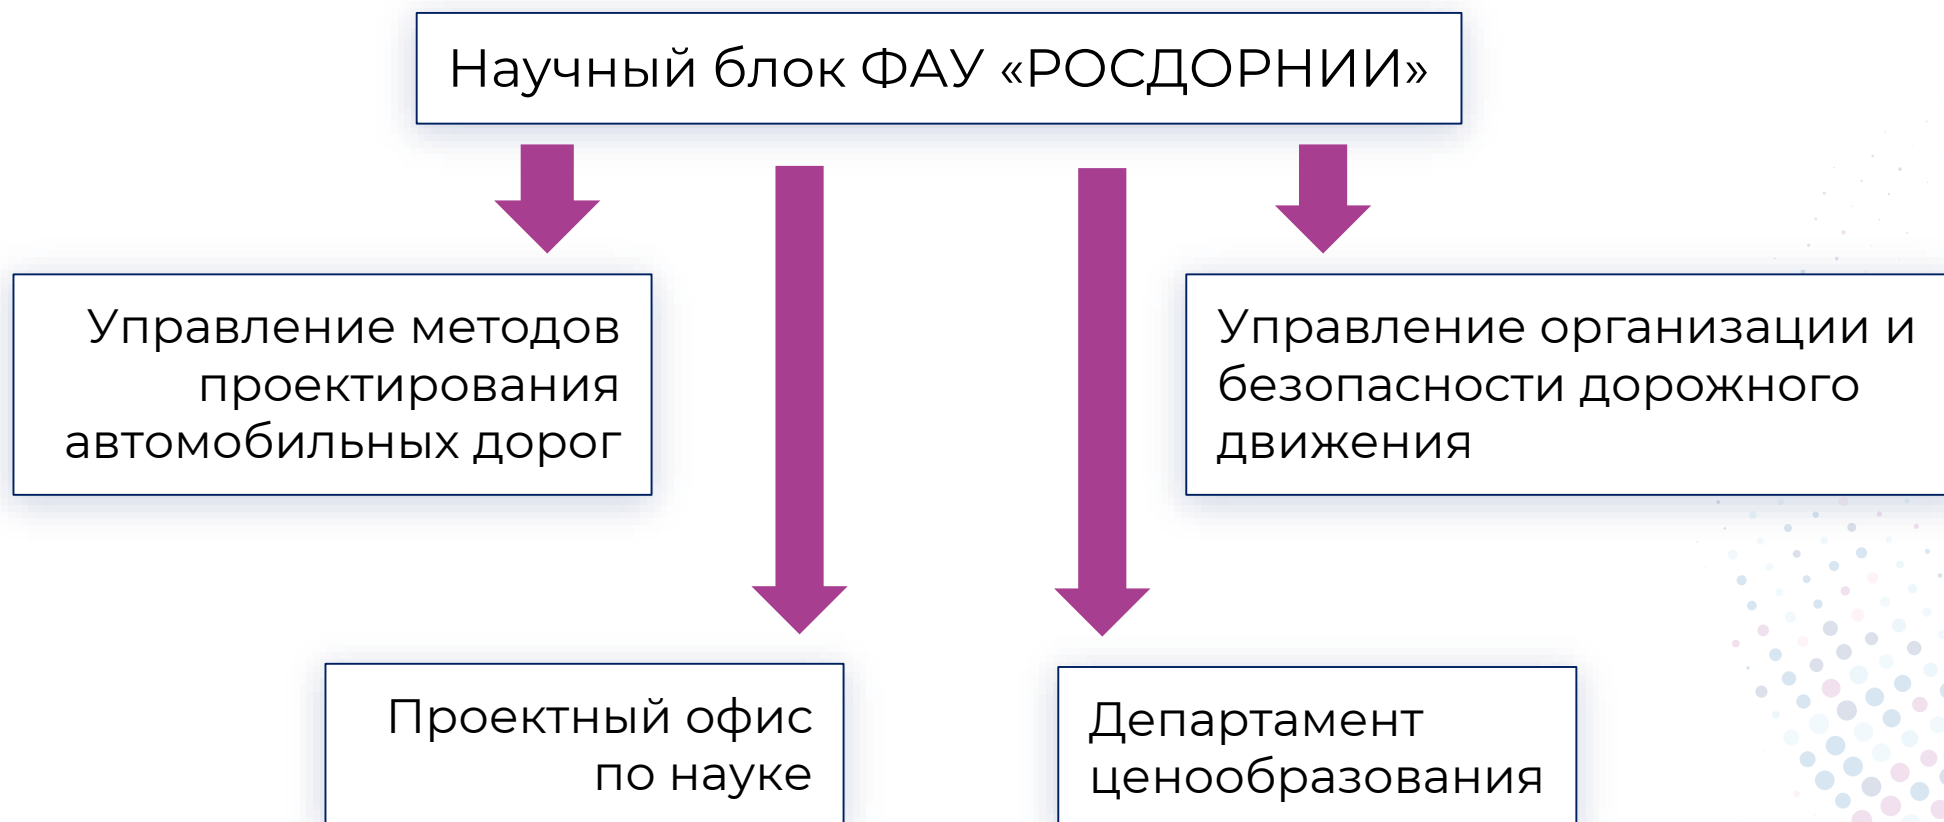 Научный блок ФАУ «РОСДОРНИИ»
Управление методов
проектирования
автомобильных дорог
Управление организации и
безопасности дорожного
движения
Проектный офис
по науке
Департамент
ценообразования